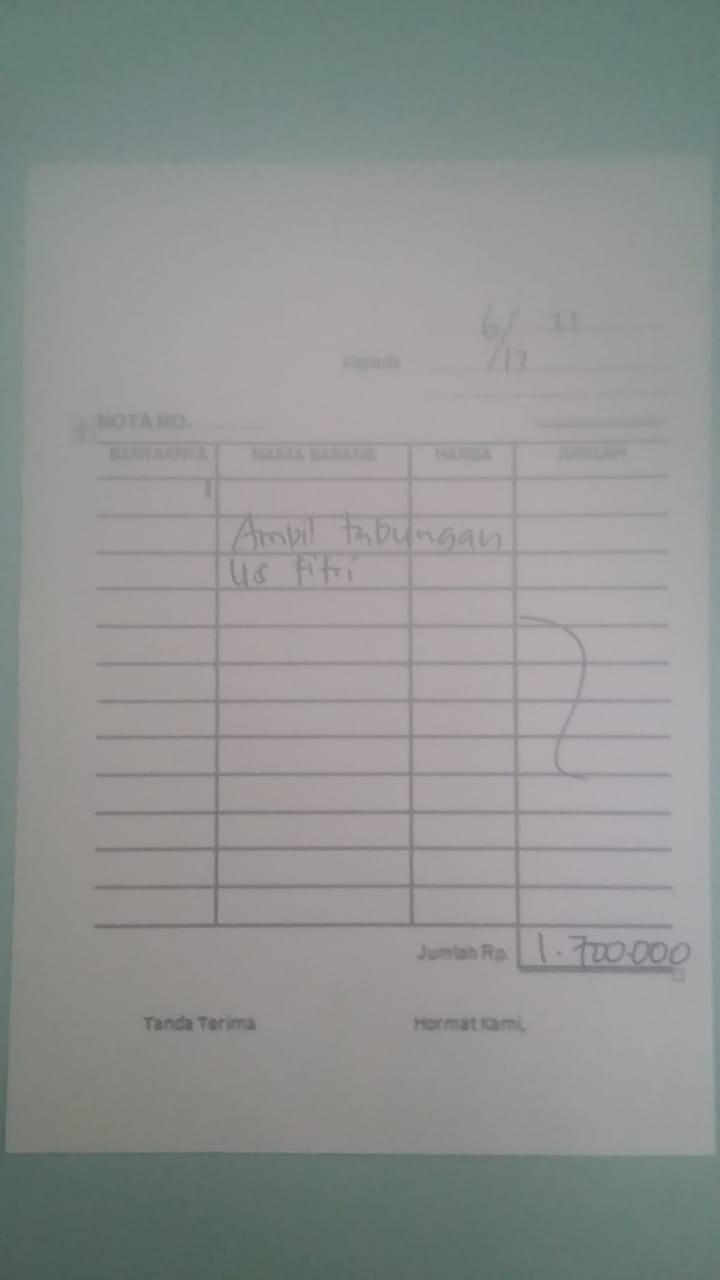 6/12 21
Kepada
NOTA NO.
BANYAKNYA NAMA BARANG HARGA JUMLAH
Ambil tabungan
Us Fitri
Jumlah Rp. 1.700.000
Tanda Terima Hormat Kami,